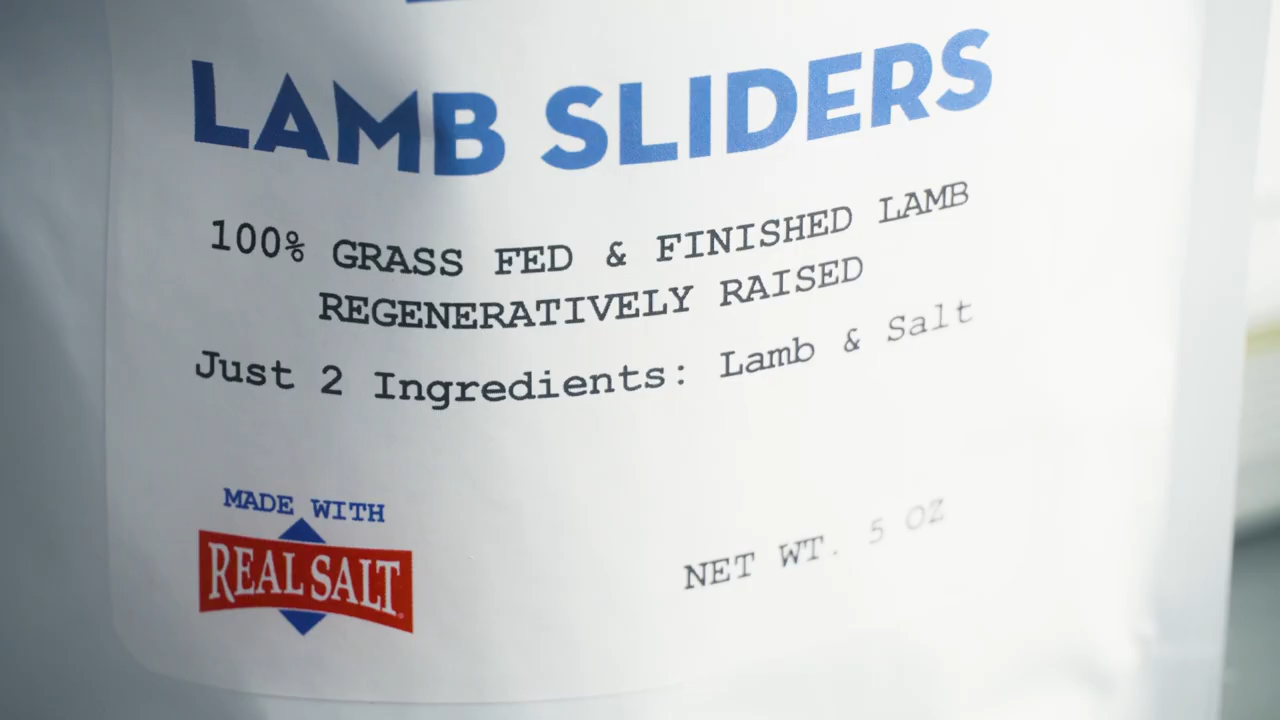 LAMB SLIDERS
100% GRASS FED & FINISHED LAMB
REGENERATIVELY RAISED
Just 2 Ingredients: Lamb & Salt
MADE WITH
REAL SALT
NET WT. 5 OZ